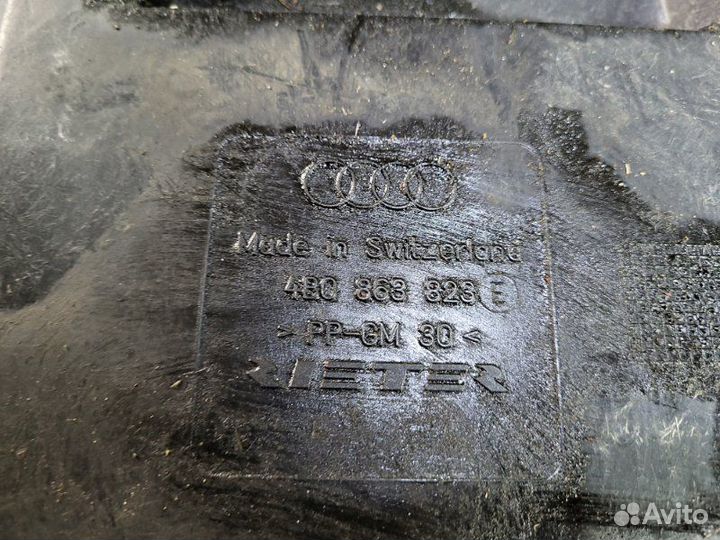 Made in Switzerland
4B0 863 823 E
> PP-GM 30 <
RIETER
Avito